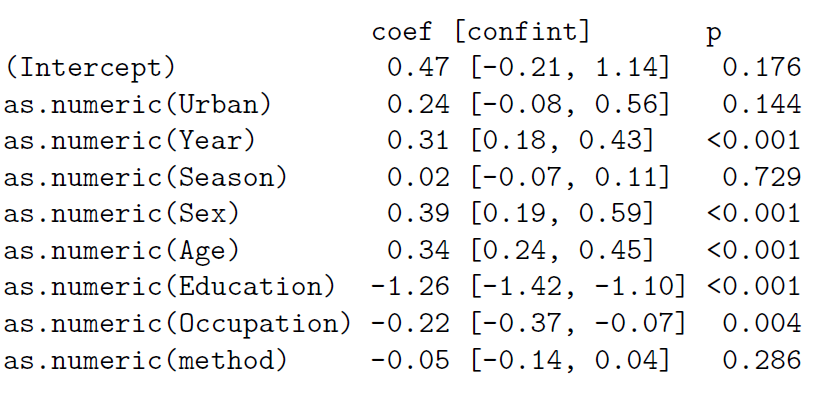 coef [confint] p
(Intercept) 0.47 [-0.21, 1.14] 0.176
as.numeric(Urban) 0.24 [-0.08, 0.56] 0.144
as.numeric(Year) 0.31 [0.18, 0.43] <0.001
as.numeric(Season) 0.02 [-0.07, 0.11] 0.729
as.numeric(Sex) 0.39 [0.19, 0.59] <0.001
as.numeric(Age) 0.34 [0.24, 0.45] <0.001
as.numeric(Education) -1.26 [-1.42, -1.10] <0.001
as.numeric(Occupation) -0.22 [-0.37, -0.07] 0.004
as.numeric(method) -0.05 [-0.14, 0.04] 0.286